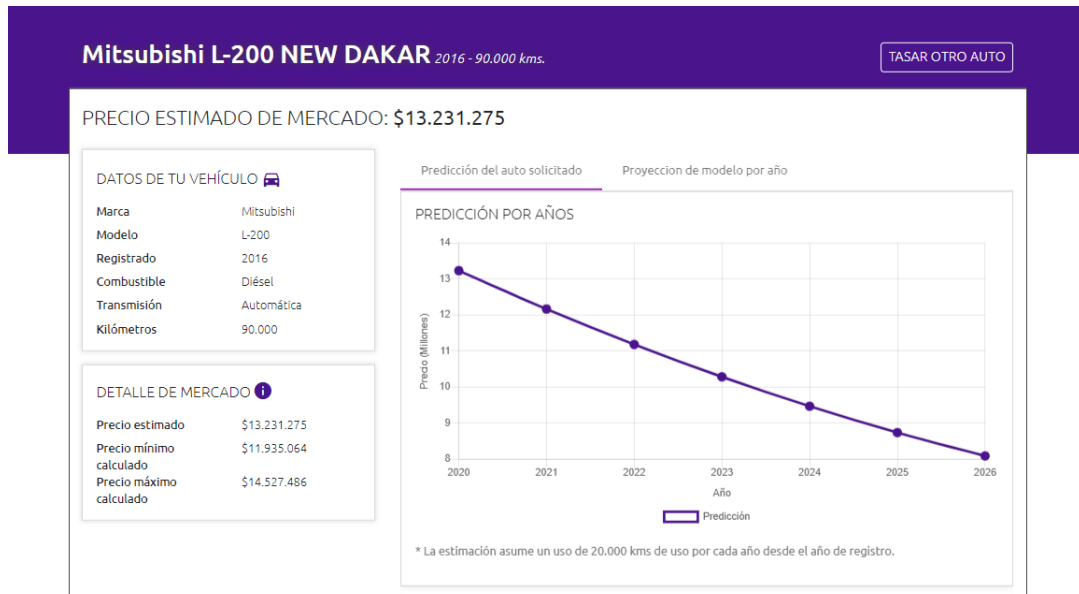 Mitsubishi L-200 NEW DAKAR 2016 - 90.000 kms.
TASAR OTRO AUTO
PRECIO ESTIMADO DE MERCADO: $13.231.275
DATOS DE TU VEHÍCULO
Marca Mitsubishi
Modelo L-200
Registrado 2016
Combustible Diésel
Transmisión Automática
Kilómetros 90.000
DETALLE DE MERCADO i
Precio estimado $13.231.275
Precio mínimo $11.935.064
calculado
Precio máximo $14.527.486
calculado
Predicción del auto solicitado Proyeccion de modelo por año
PREDICCIÓN POR AÑOS
14
13
12
11
10
9
8
Precio (Millones)
2020 2021 2022 2023 2024 2025 2026
Año
Predicción
* La estimación asume un uso de 20.000 kms de uso por cada año desde el año de registro.